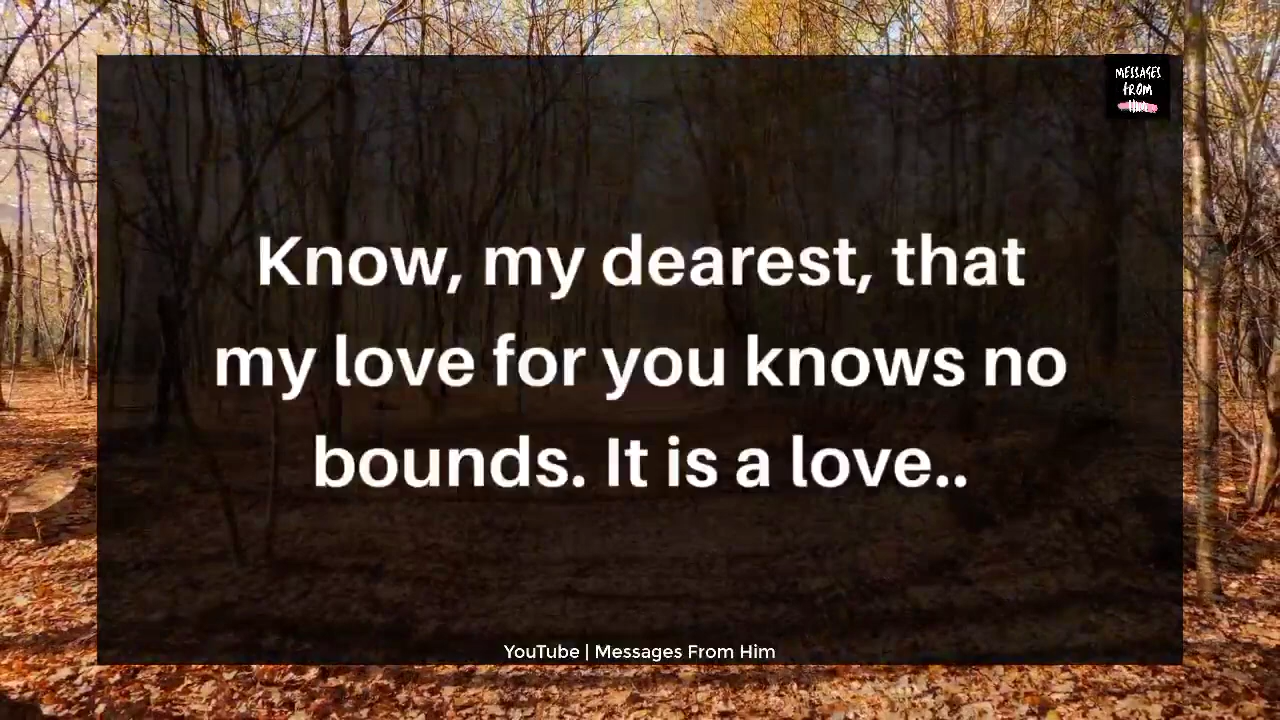 MESSAGES
FROM
HIM
Know, my dearest, that
my love for you knows no
bounds. It is a love..
YouTube | Messages From Him